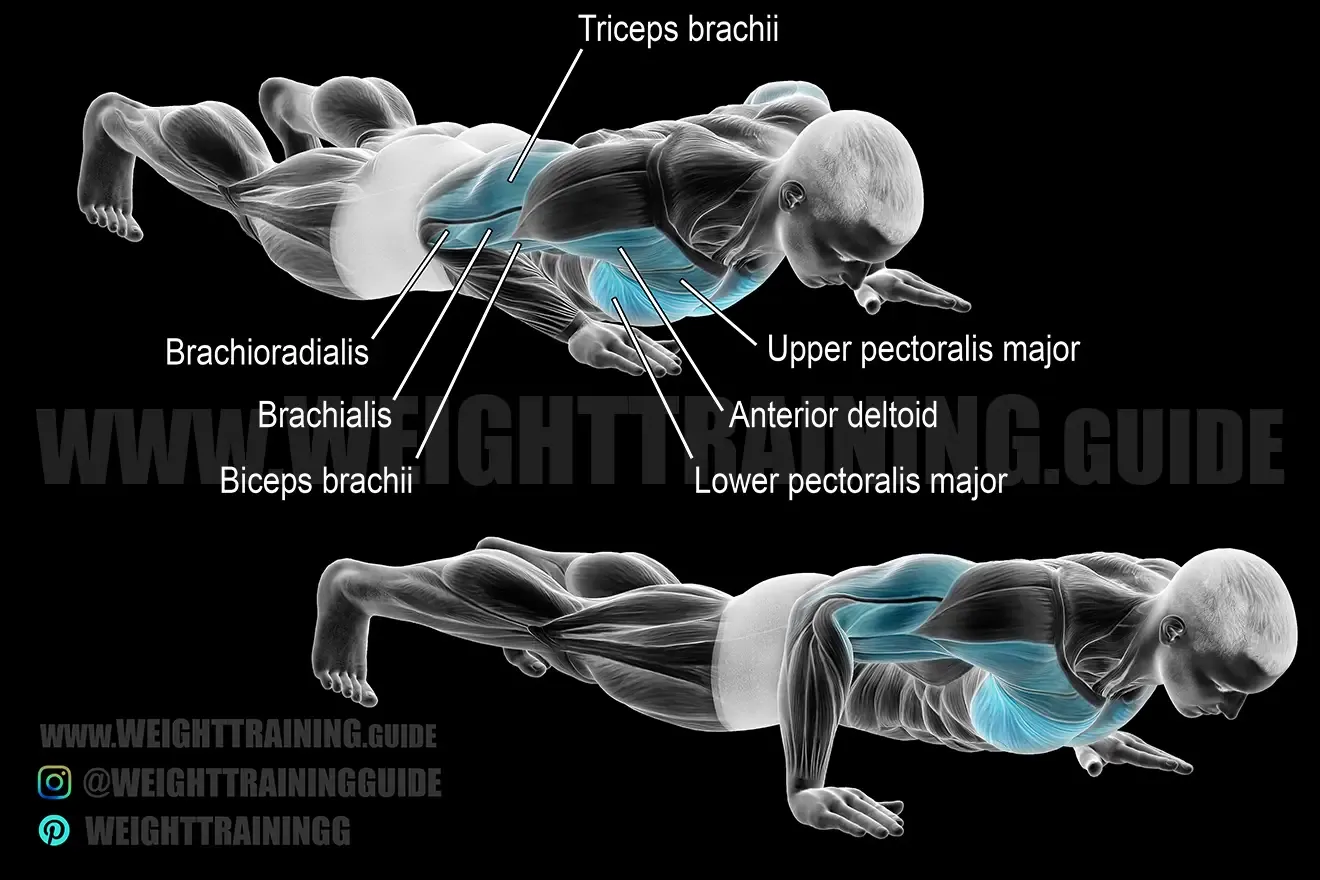 Triceps brachii
Brachioradialis
Upper pectoralis major
Brachialis
Anterior deltoid
WWW.WEIGHTTRAINING.GUIDE
Biceps brachii
Lower pectoralis major
WWW.WEIGHTTRAINING.GUIDE
@WEIGHTTRAININGGUIDE
WEIGHTTRAININGG